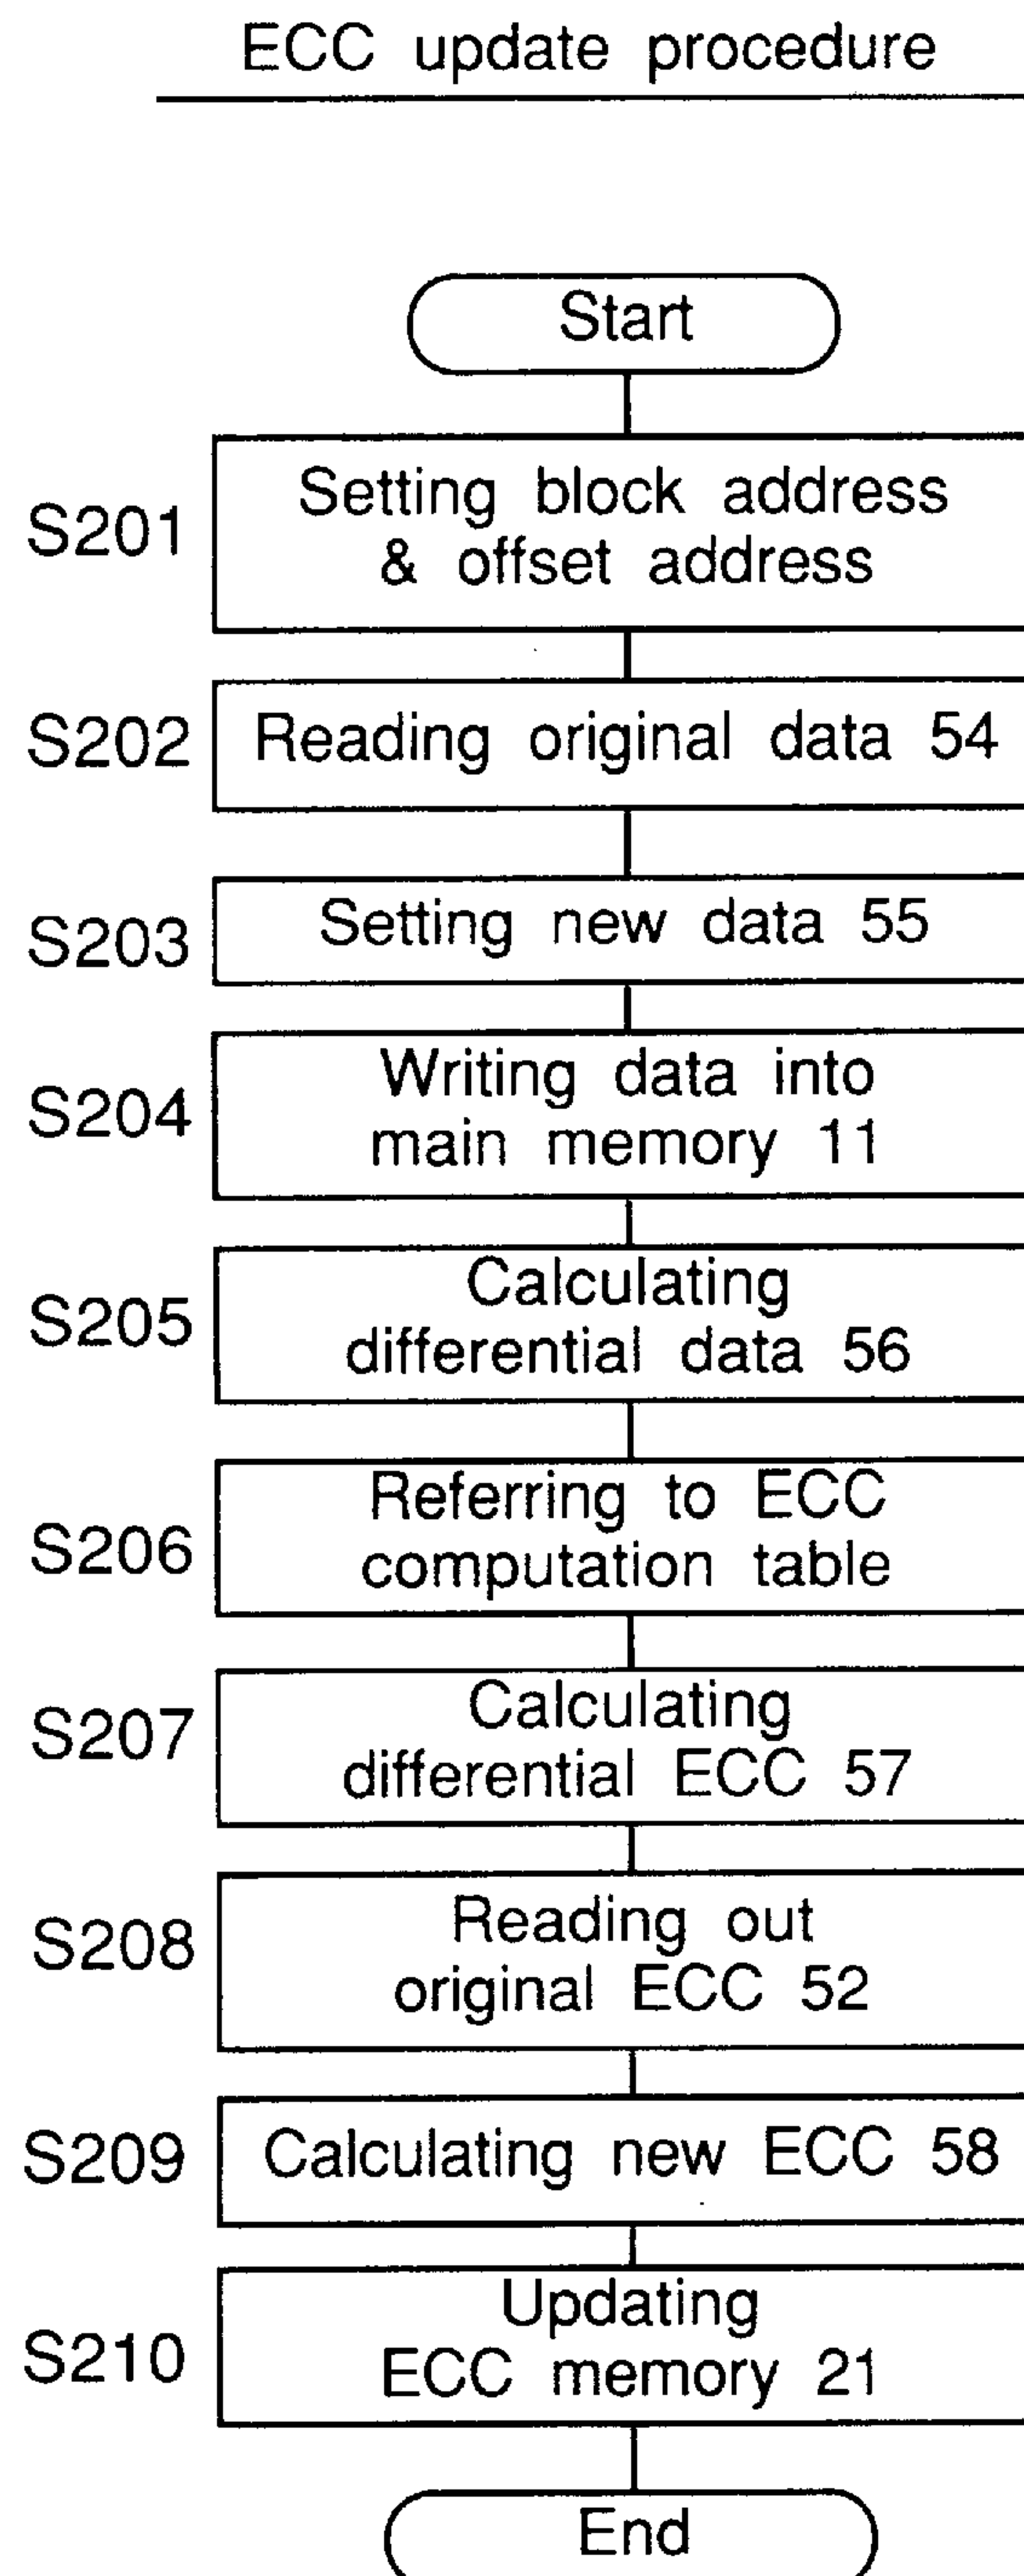 ECC update procedure
Start
S201
Setting block address
& offset address
S202
Reading original data 54
S203
Setting new data 55
S204
Writing data into
main memory 11
S205
Calculating
differential data 56
S206
Referring to ECC
computation table
S207
Calculating
differential ECC 57
S208
Reading out
original ECC 52
S209
Calculating new ECC 58
S210
Updating
ECC memory 21
End